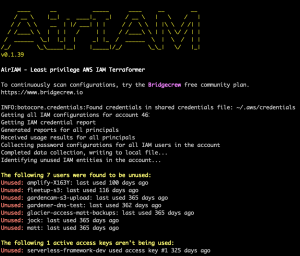 AirIAM
v0.1.39
AirIAM - Least privilege AWS IAM Terraformer
To continuously scan configurations, try the Bridgecrew free community plan.
https://www.bridgecrew.io
INFO:botocore.credentials:Found credentials in shared credentials file: ~/.aws/credentials
Getting all IAM configurations for account 46
Getting IAM credential report
Generated reports for all principals
Received usage results for all principals
Collecting password configurations for all IAM users in the account
Completed data collection, writing to local file...
Identifying unused IAM entities in the account...
The following 7 users were found to be unused:
Unused: amplify-X163Y: last used 100 days ago
Unused: fleetup-s3: last used 116 days ago
Unused: gardencam-s3-upload: last used 365 days ago
Unused: gardener-dns-test: last used 362 days ago
Unused: glacier-access-matt-backups: last used 365 days ago
Unused: jock: last used 365 days ago
Unused: matt: last used 365 days ago
The following 1 active access keys aren't being used:
Unused: serverless-framework-dev used access key #1 325 days ago